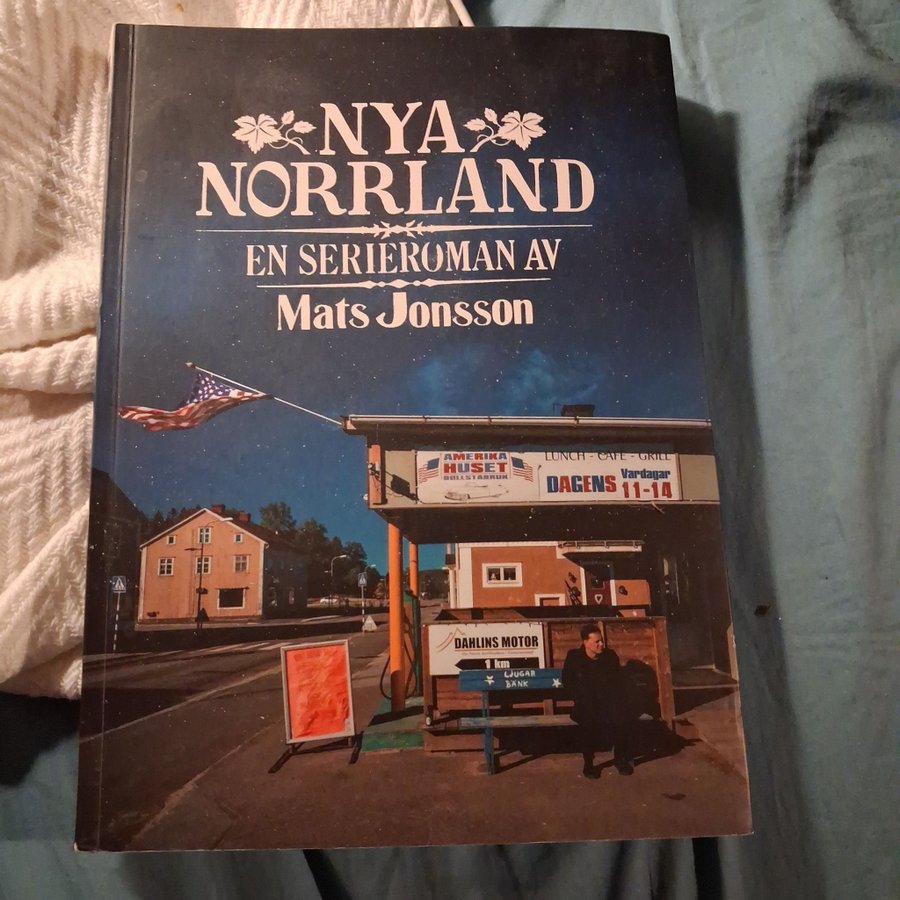 NYA
NORRLAND
EN SERIEROMAN AV
Mats Jonsson
AMERIKA
HUSET
BOLLSTABRUK
LUNCH - CAFÉ - GRILL
DAGENS
Vardagar
11-14
DAHLINS MOTOR
1 km
LJUGAR
BÄNK